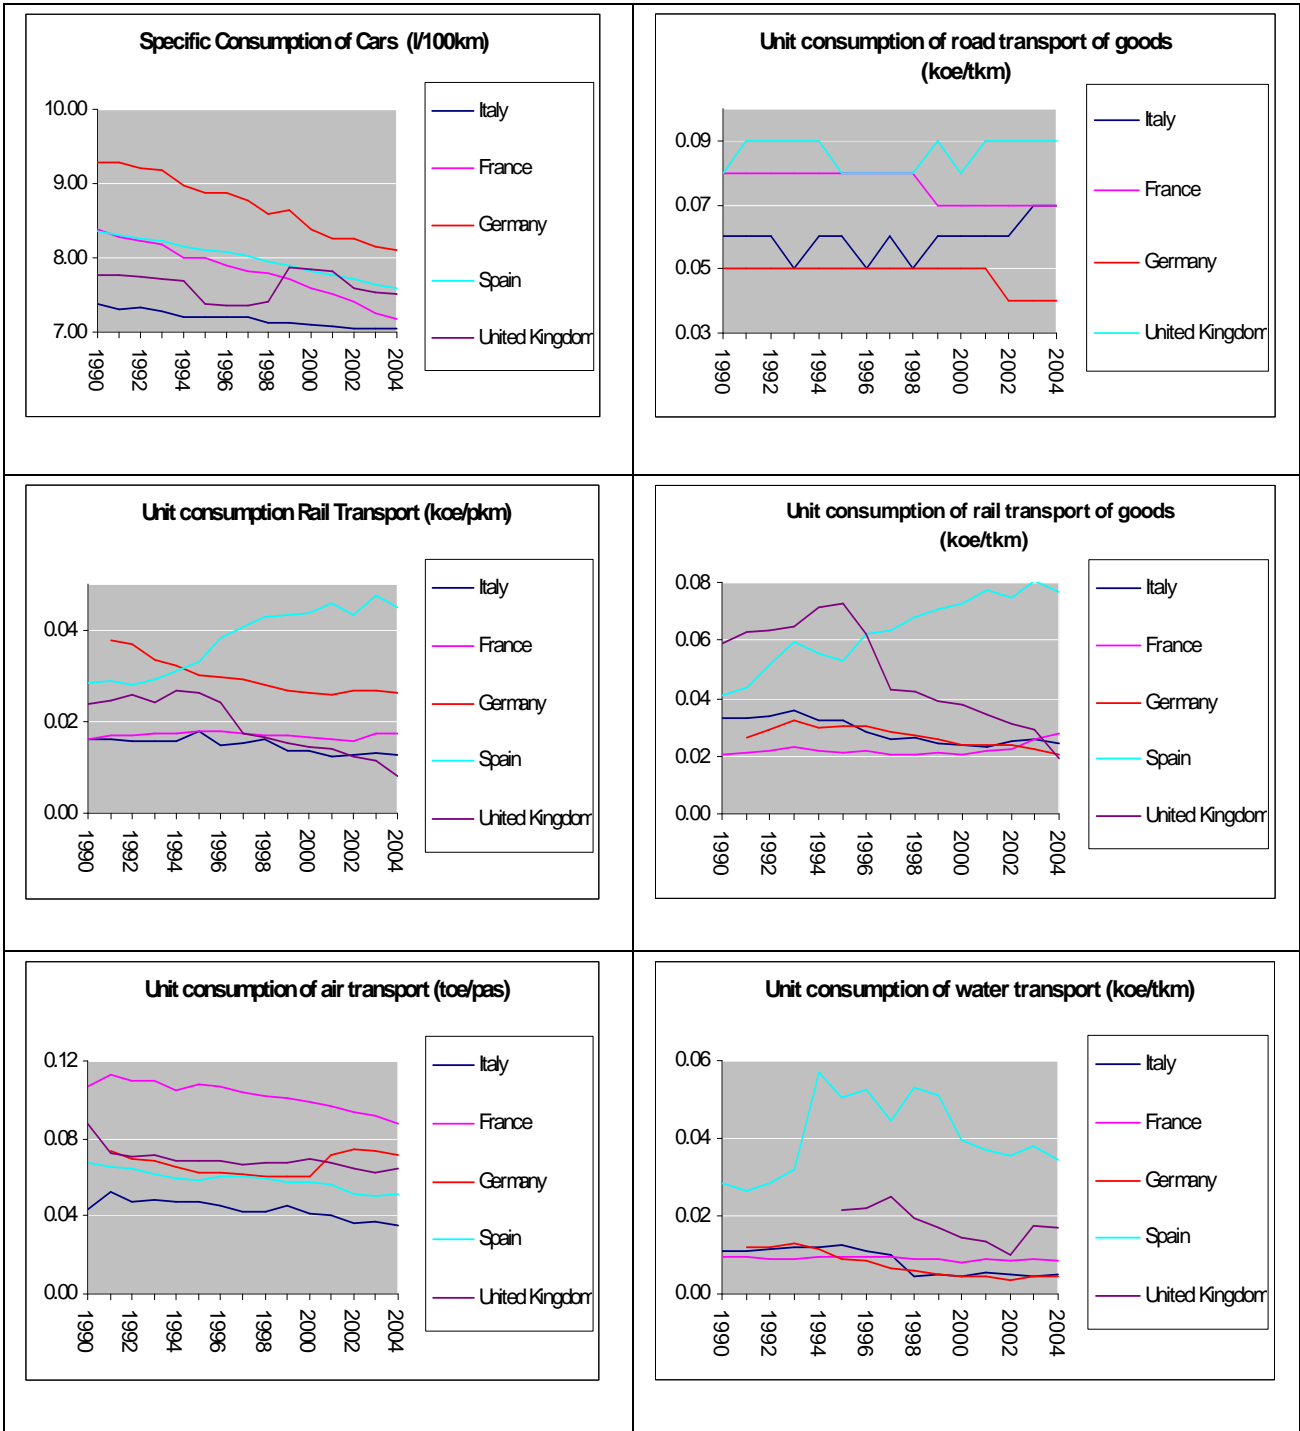 Specific Consumption of Cars (l/100km)
10.00
9.00
8.00
7.00
1990
1992
1994
1996
1998
2000
2002
2004
Italy
France
Germany
Spain
United Kingdom
Unit consumption of road transport of goods
(koe/tkm)
0.09
0.07
0.05
0.03
1990
1992
1994
1996
1998
2000
2002
2004
Italy
France
Germany
United Kingdom
Unit consumption Rail Transport (koe/pkm)
0.04
0.02
0.00
1990
1992
1994
1996
1998
2000
2002
2004
Italy
France
Germany
Spain
United Kingdom
Unit consumption of rail transport of goods
(koe/tkm)
0.08
0.06
0.04
0.02
0.00
1990
1992
1994
1996
1998
2000
2002
2004
Italy
France
Germany
Spain
United Kingdom
Unit consumption of air transport (toe/pas)
0.12
0.08
0.04
0.00
1990
1992
1994
1996
1998
2000
2002
2004
Italy
France
Germany
Spain
United Kingdom
Unit consumption of water transport (koe/tkm)
0.06
0.04
0.02
0.00
1990
1992
1994
1996
1998
2000
2002
2004
Italy
France
Germany
Spain
United Kingdom